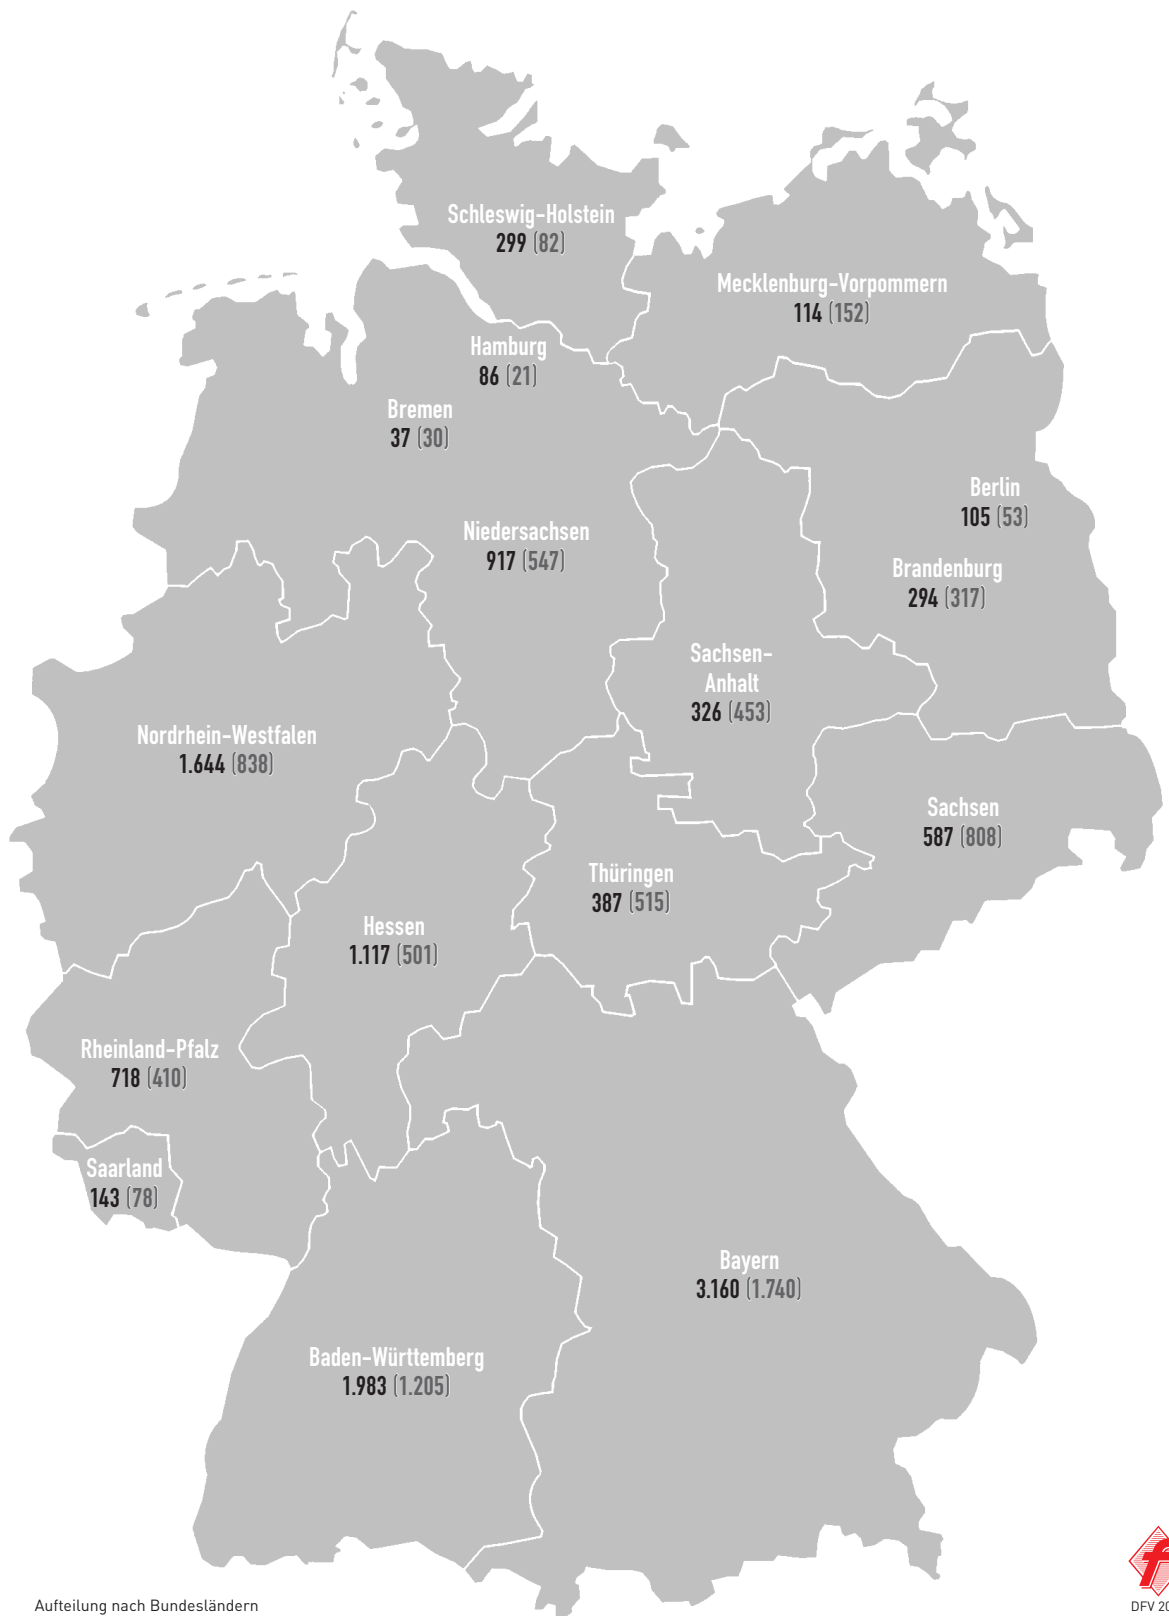 Schleswig-Holstein
299 (82)
Mecklenburg-Vorpommern
114 (152)
Hamburg
86 (21)
Bremen
37 (30)
Berlin
105 (53)
Niedersachsen
917 (547)
Brandenburg
294 (317)
Sachsen-
Anhalt
326 (453)
Nordrhein-Westfalen
1.644 (838)
Sachsen
587 (808)
Thüringen
387 (515)
Hessen
1.117 (501)
Rheinland-Pfalz
718 (410)
Saarland
143 (78)
Bayern
3.160 (1.740)
Baden-Württemberg
1.983 (1.205)
Aufteilung nach Bundesländern
f
DFV 20